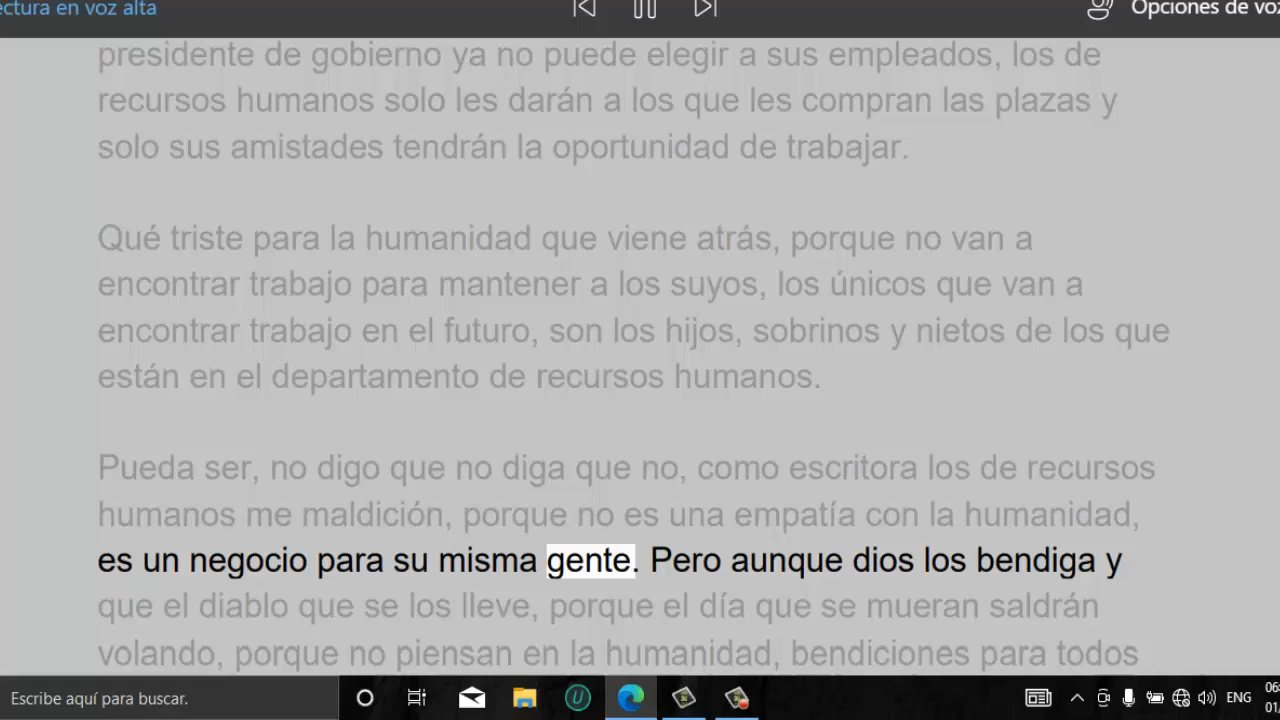 ectura en voz alta
Opciones de voz
presidente de gobierno ya no puede elegir a sus empleados, los de
recursos humanos solo les darán a los que les compran las plazas y
solo sus amistades tendrán la oportunidad de trabajar.
Qué triste para la humanidad que viene atrás, porque no van a
encontrar trabajo para mantener a los suyos, los únicos que van a
encontrar trabajo en el futuro, son los hijos, sobrinos y nietos de los que
están en el departamento de recursos humanos.
Pueda ser, no digo que no diga que no, como escritora los de recursos
humanos me maldición, porque no es una empatía con la humanidad,
es un negocio para su misma gente. Pero aunque dios los bendiga y
que el diablo que se los lleve, porque el día que se mueran saldrán
volando, porque no piensan en la humanidad, bendiciones para todos
Escribe aquí para buscar.
ENG
06:
01/